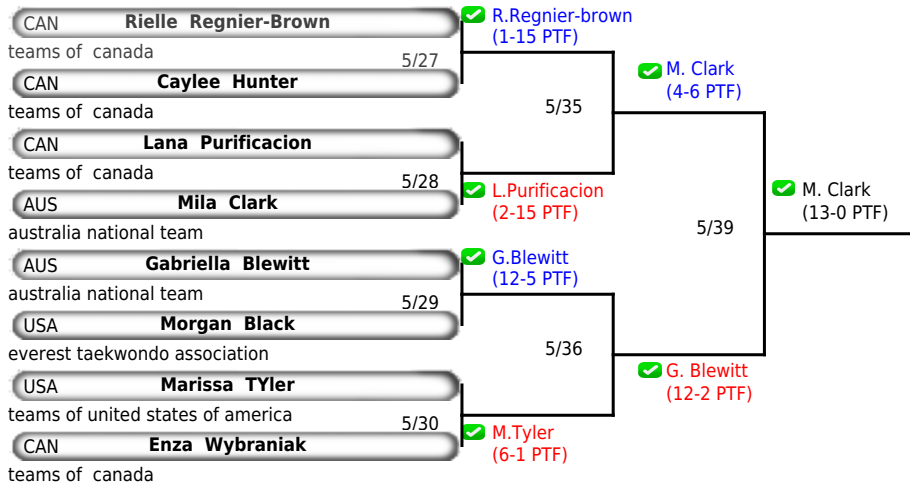 CAN Rielle Regnier-Brown
teams of canada
5/27
CAN Caylee Hunter
teams of canada
CAN Lana Purificacion
teams of canada
5/28
AUS Mila Clark
australia national team
AUS Gabriella Blewitt
australia national team
5/29
USA Morgan Black
everest taekwondo association
USA Marissa TYler
teams of united states of america
5/30
CAN Enza Wybraniak
teams of canada
R.Regnier-brown
(1-15 PTF)
5/35
L.Purificacion
(2-15 PTF)
G.Blewitt
(12-5 PTF)
5/36
M.Tyler
(6-1 PTF)
M. Clark
(4-6 PTF)
5/39
G. Blewitt
(12-2 PTF)
M. Clark
(13-0 PTF)